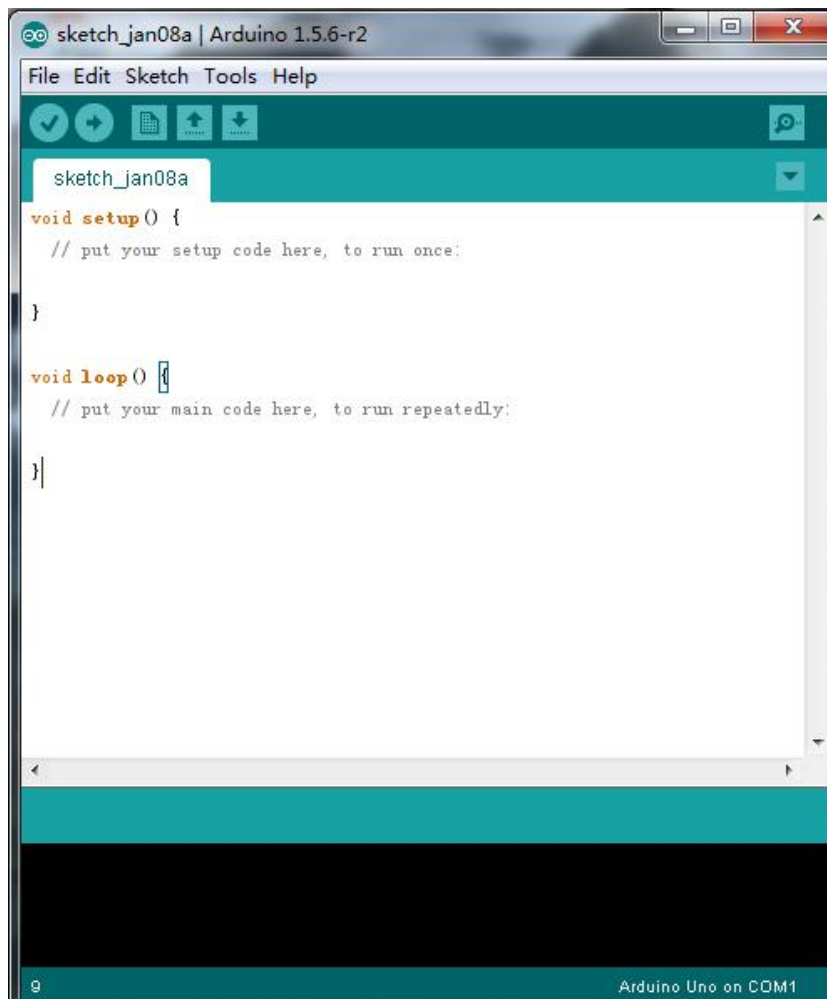 sketch_jan08a | Arduino 1.5.6-r2
File Edit Sketch Tools Help
sketch_jan08a
void setup() {
// put your setup code here, to run once:
}
void loop() {
// put your main code here, to run repeatedly:
}
9
Arduino Uno on COM1